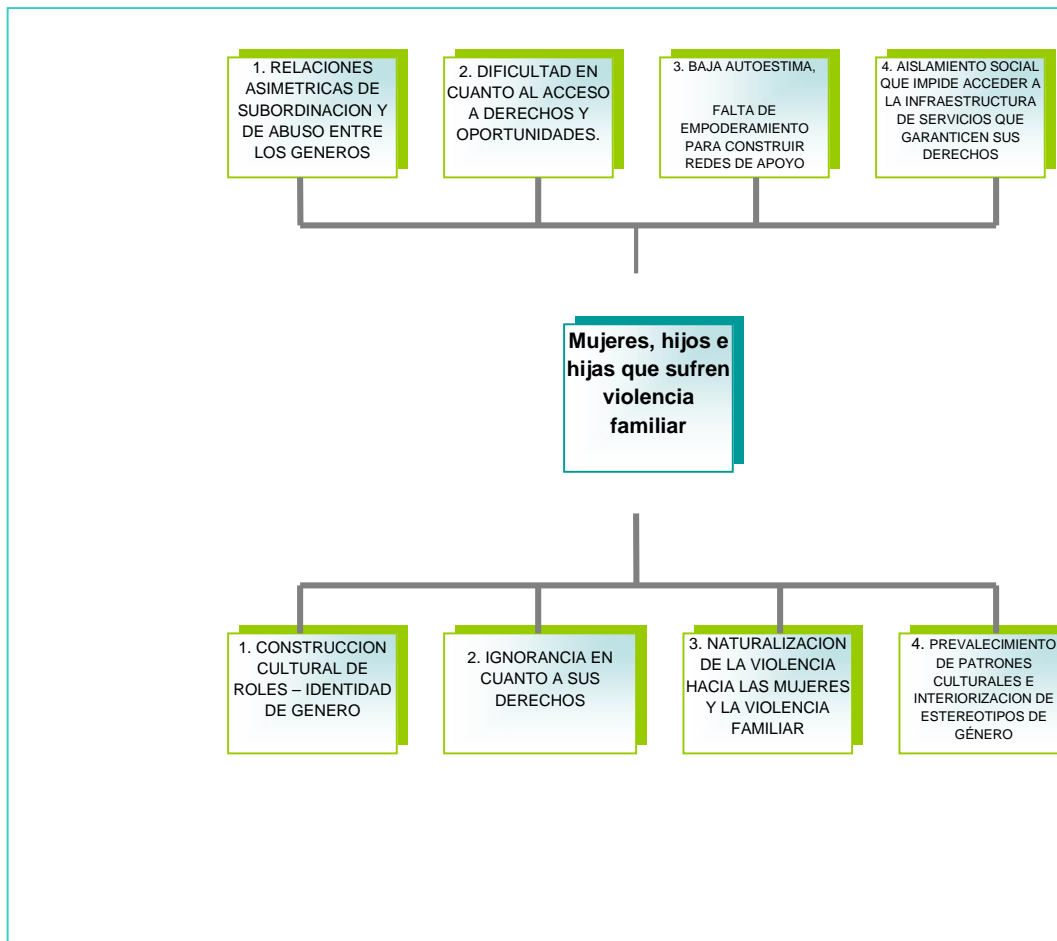 1. RELACIONES
ASIMETRICAS DE
SUBORDINACION Y
DE ABUSO ENTRE
LOS GENEROS
2. DIFICULTAD EN
CUANTO AL ACCESO
A DERECHOS Y
OPORTUNIDADES.
3. BAJA AUTOESTIMA,
FALTA DE
EMPODERAMIENTO
PARA CONSTRUIR
REDES DE APOYO
4. AISLAMIENTO SOCIAL
QUE IMPIDE ACCEDER A
LA INFRAESTRUCTURA
DE SERVICIOS QUE
GARANTICEN SUS
DERECHOS
Mujeres, hijos e
hijas que sufren
violencia
familiar
1. CONSTRUCCION
CULTURAL DE
ROLES – IDENTIDAD
DE GENERO
2. IGNORANCIA EN
CUANTO A SUS
DERECHOS
3. NATURALIZACION
DE LA VIOLENCIA
HACIA LAS MUJERES
Y LA VIOLENCIA
FAMILIAR
4. PREVALECIMIENTO
DE PATRONES
CULTURALES E
INTERIORIZACION DE
ESTEREOTIPOS DE
GÉNERO